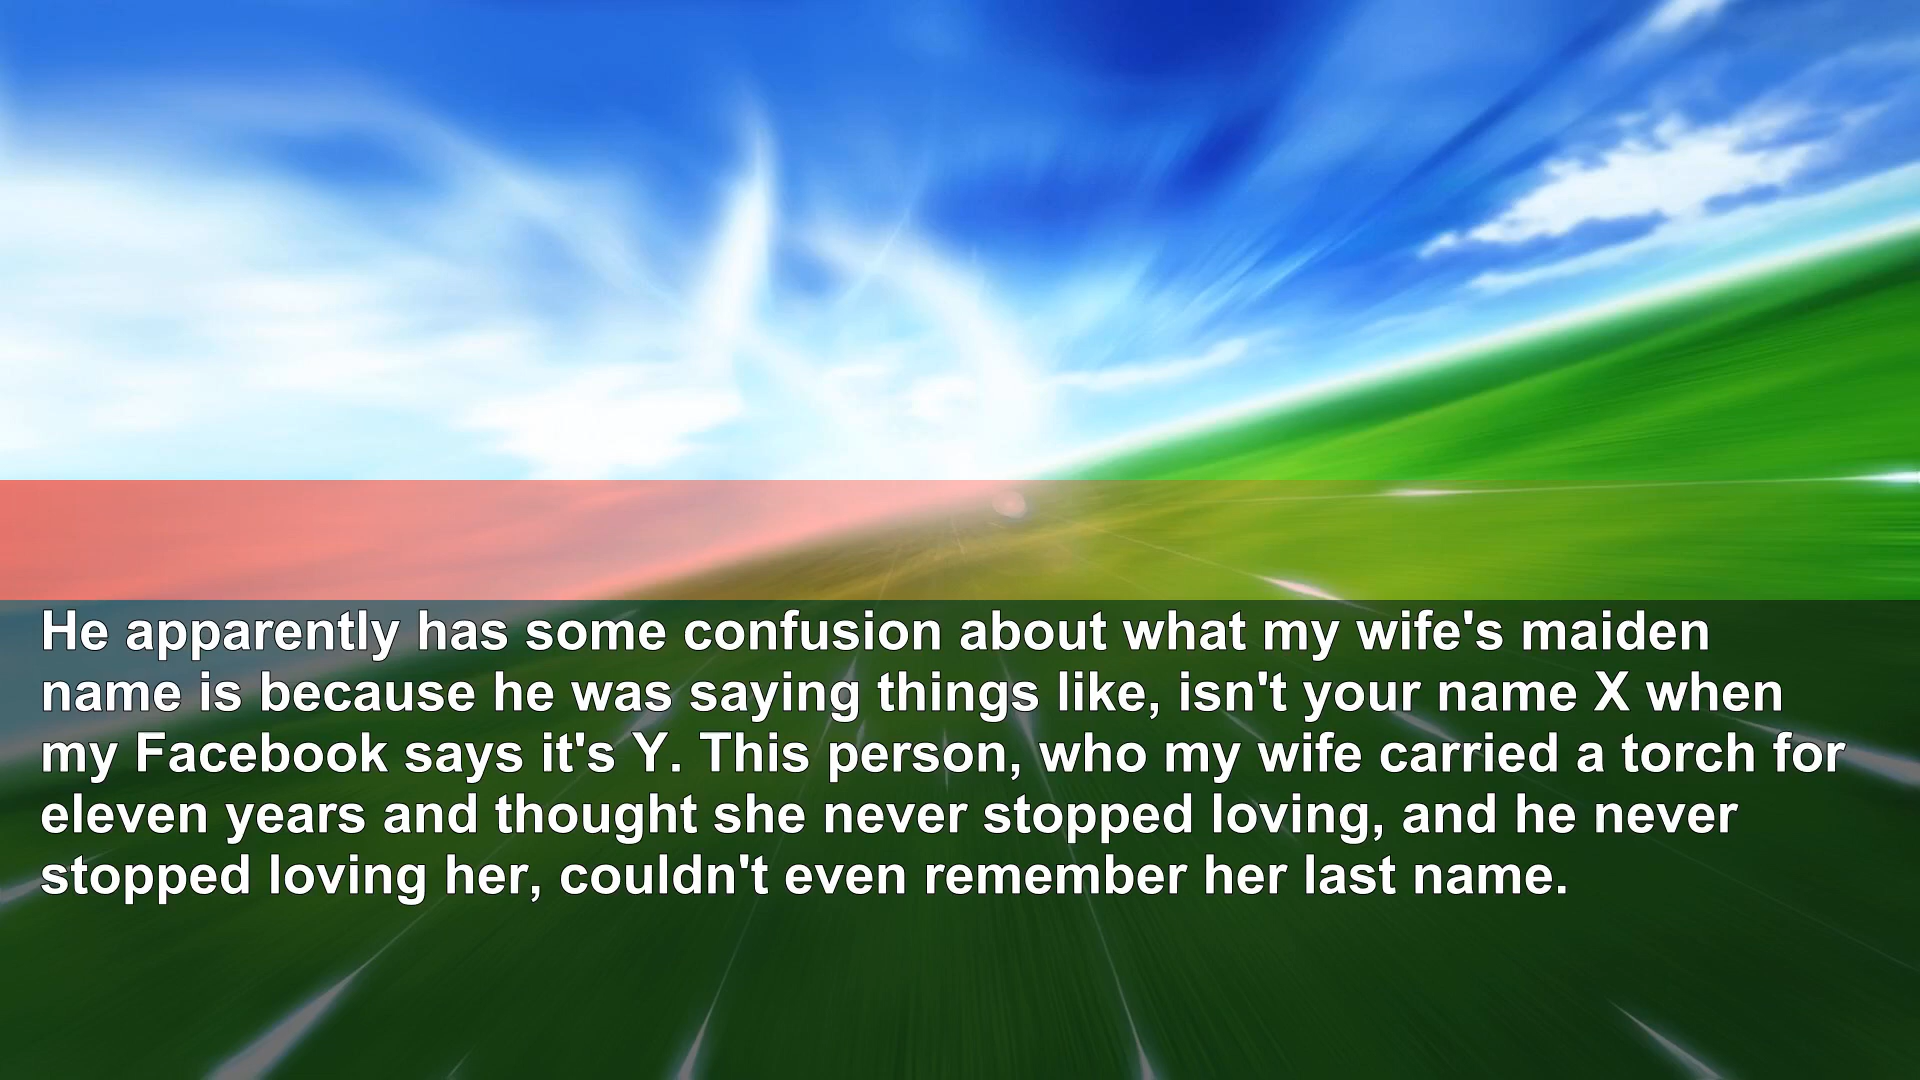 He apparently has some confusion about what my wife's maiden
name is because he was saying things like, isn't your name X when
my Facebook says it's Y. This person, who my wife carried a torch for
eleven years and thought she never stopped loving, and he never
stopped loving her, couldn't even remember her last name.